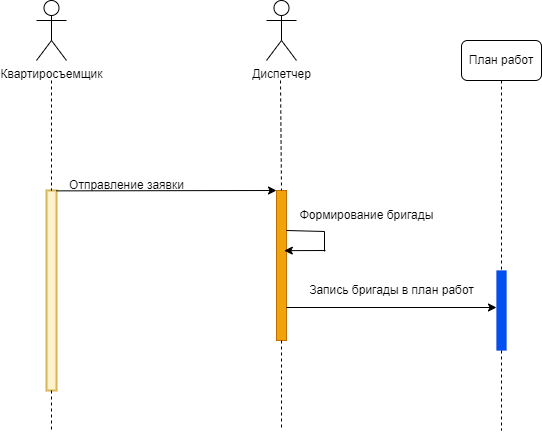 Квартиросъемщик
Диспетчер
План работ
Отправление заявки
Формирование бригады
Запись бригады в план работ